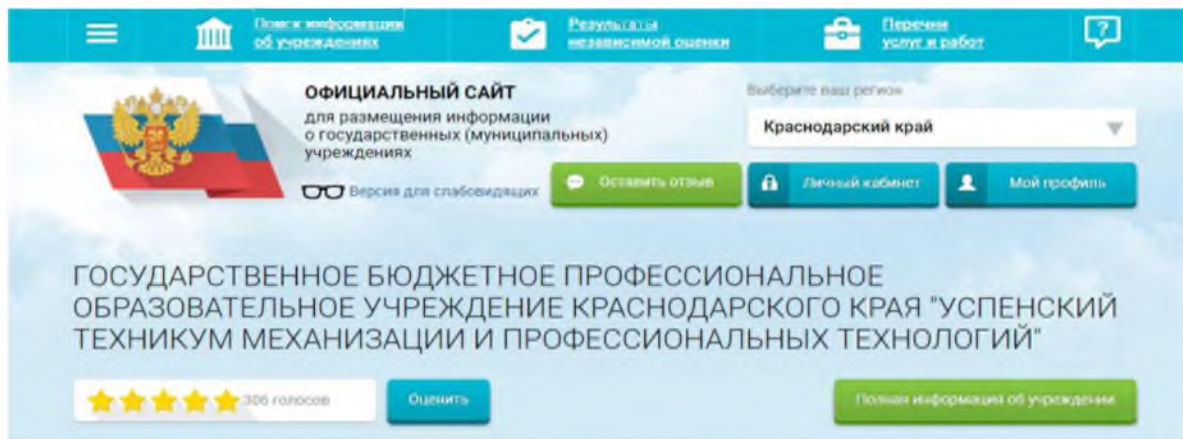 Поиск информации
об учреждениях
Результаты
независимой оценки
Перечни
услуг и работ
?
ОФИЦИАЛЬНЫЙ САЙТ
для размещения информации
о государственных (муниципальных)
учреждениях
Версия для слабовидящих
Выберите ваш регион
Краснодарский край
Оставить отзыв
Личный кабинет
Мой профиль
ГОСУДАРСТВЕННОЕ БЮДЖЕТНОЕ ПРОФЕССИОНАЛЬНОЕ
ОБРАЗОВАТЕЛЬНОЕ УЧРЕЖДЕНИЕ КРАСНОДАРСКОГО КРАЯ "УСПЕНСКИЙ
ТЕХНИКУМ МЕХАНИЗАЦИИ И ПРОФЕССИОНАЛЬНЫХ ТЕХНОЛОГИЙ"
306 голосов
Оценить
Полная информация об учреждении